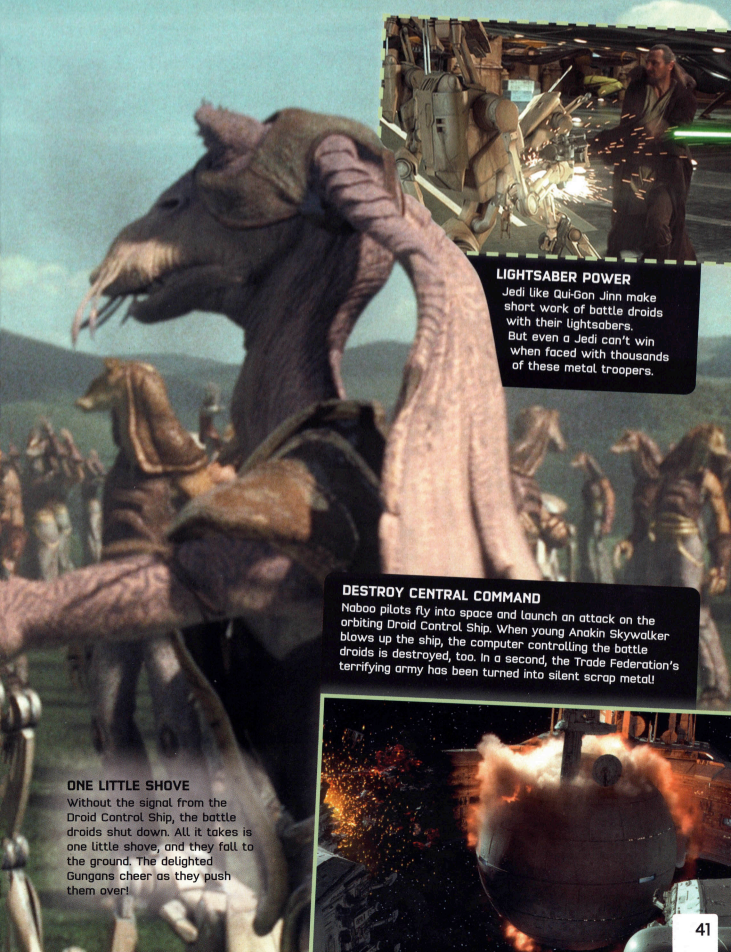 LIGHTSABER POWER
Jedi like Qui-Gon Jinn make
short work of battle droids
with their lightsabers.
But even a Jedi can't win
when faced with thousands
of these metal troopers.
DESTROY CENTRAL COMMAND
Naboo pilots fly into space and launch an attack on the
orbiting Droid Control Ship. When young Anakin Skywalker
blows up the ship, the computer controlling the battle
droids is destroyed, too. In a second, the Trade Federation's
terrifying army has been turned into silent scrap metal!
ONE LITTLE SHOVE
Without the signal from the
Droid Control Ship, the battle
droids shut down. All it takes is
one little shove, and they fall to
the ground. The delighted
Gungans cheer as they push
them over!
41